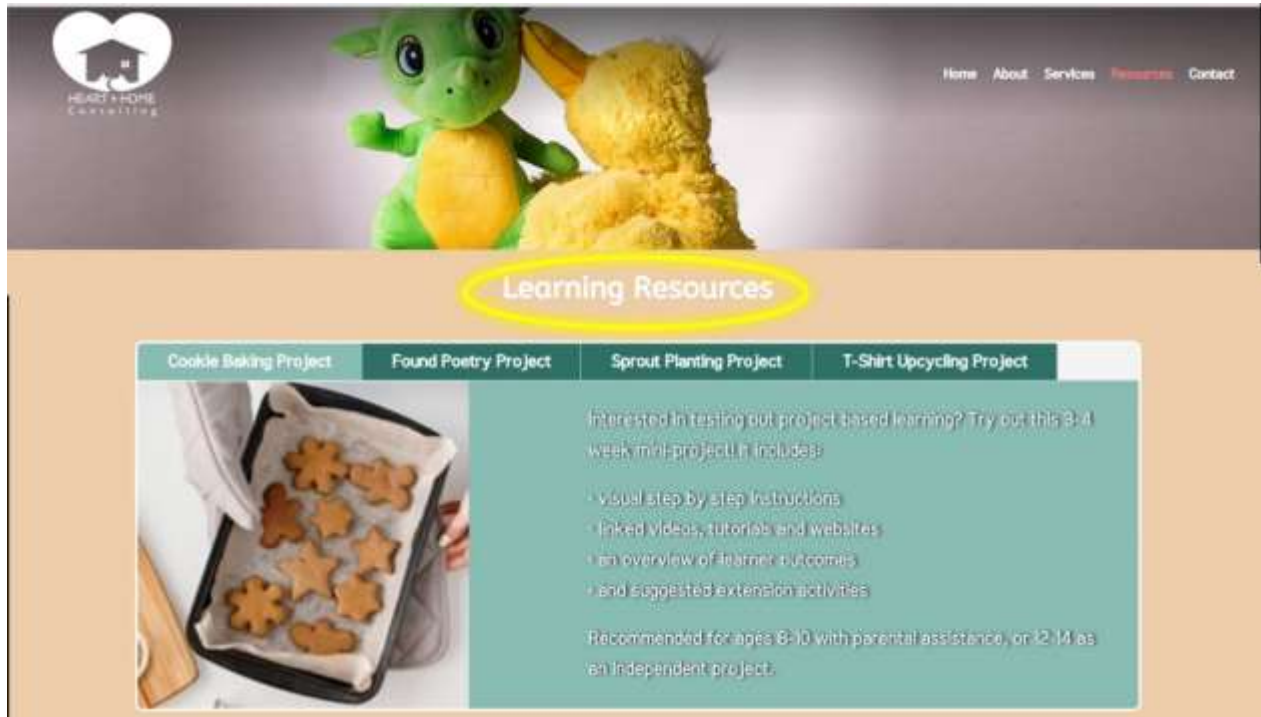 HEART + HOME
Consulting
Home About Services Resources Contact
Learning Resources
Cookie Baking Project Found Poetry Project Sprout Planting Project T-Shirt Upcycling Project
Interested in testing out project based learning? Try out this 3-4
week mini-project! It includes:
• visual step by step instructions
• linked videos, tutorials and websites
• an overview of learner outcomes
• and suggested extension activities
Recommended for ages 8-10 with parental assistance, or 12-14 as
an independent project.